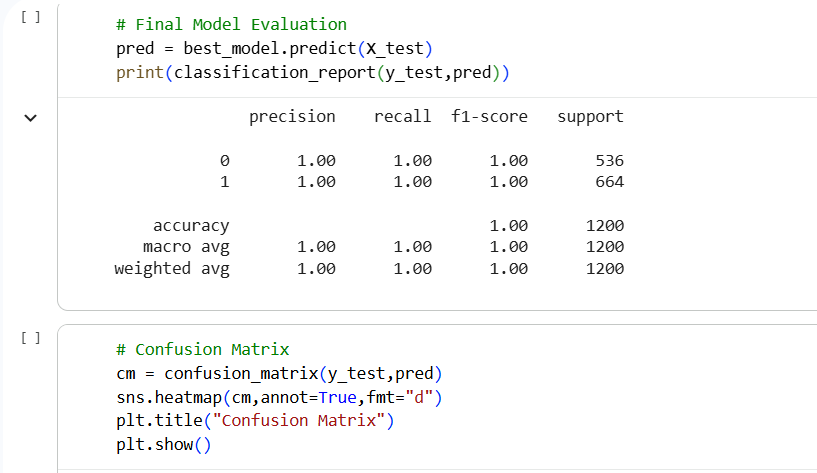 [ ]
# Final Model Evaluation
pred = best_model.predict(X_test)
print(classification_report(y_test,pred))
precision recall f1-score support
0 1.00 1.00 1.00 536
1 1.00 1.00 1.00 664
accuracy 1.00 1200
macro avg 1.00 1.00 1.00 1200
weighted avg 1.00 1.00 1.00 1200
[ ]
# Confusion Matrix
cm = confusion_matrix(y_test,pred)
sns.heatmap(cm,annot=True,fmt="d")
plt.title("Confusion Matrix")
plt.show()